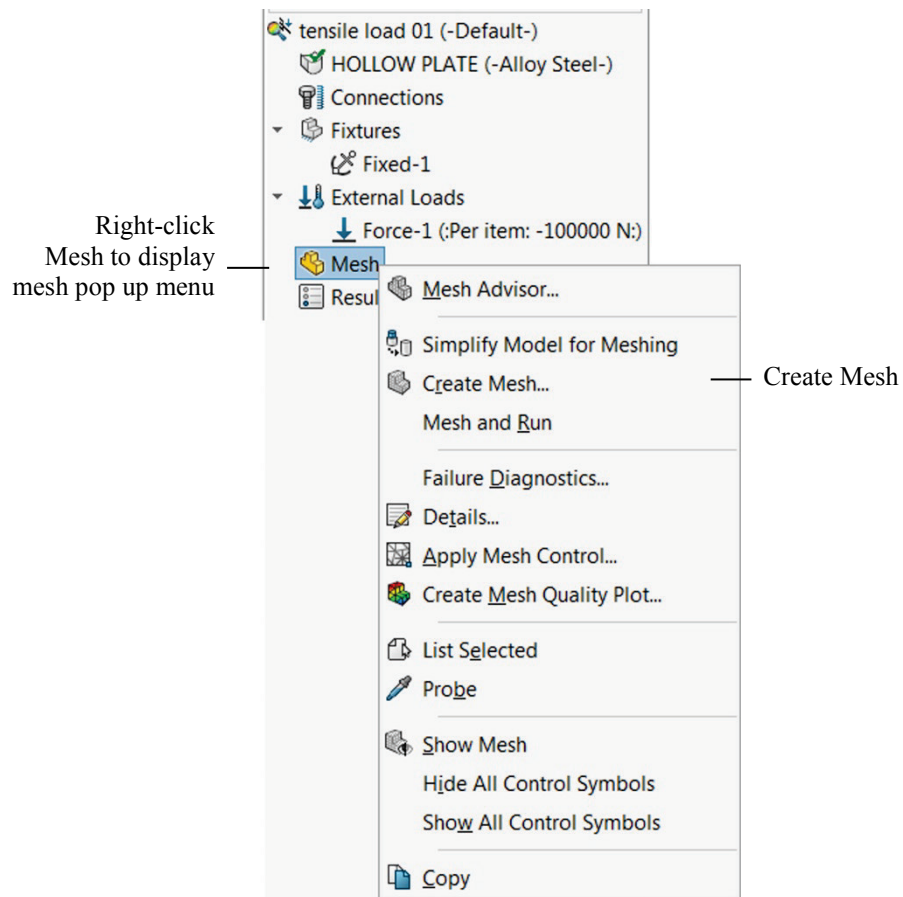 tensile load 01 (-Default-)
HOLLOW PLATE (-Alloy Steel-)
Connections
Fixtures
Fixed-1
External Loads
Force-1 (:Per item: -100000 N:)
Right-click
Mesh to display
mesh pop up menu
Mesh
Resul
Mesh Advisor...
Simplify Model for Meshing
Create Mesh...
Create Mesh
Mesh and Run
Failure Diagnostics...
Details...
Apply Mesh Control...
Create Mesh Quality Plot...
List Selected
Probe
Show Mesh
Hide All Control Symbols
Show All Control Symbols
Copy